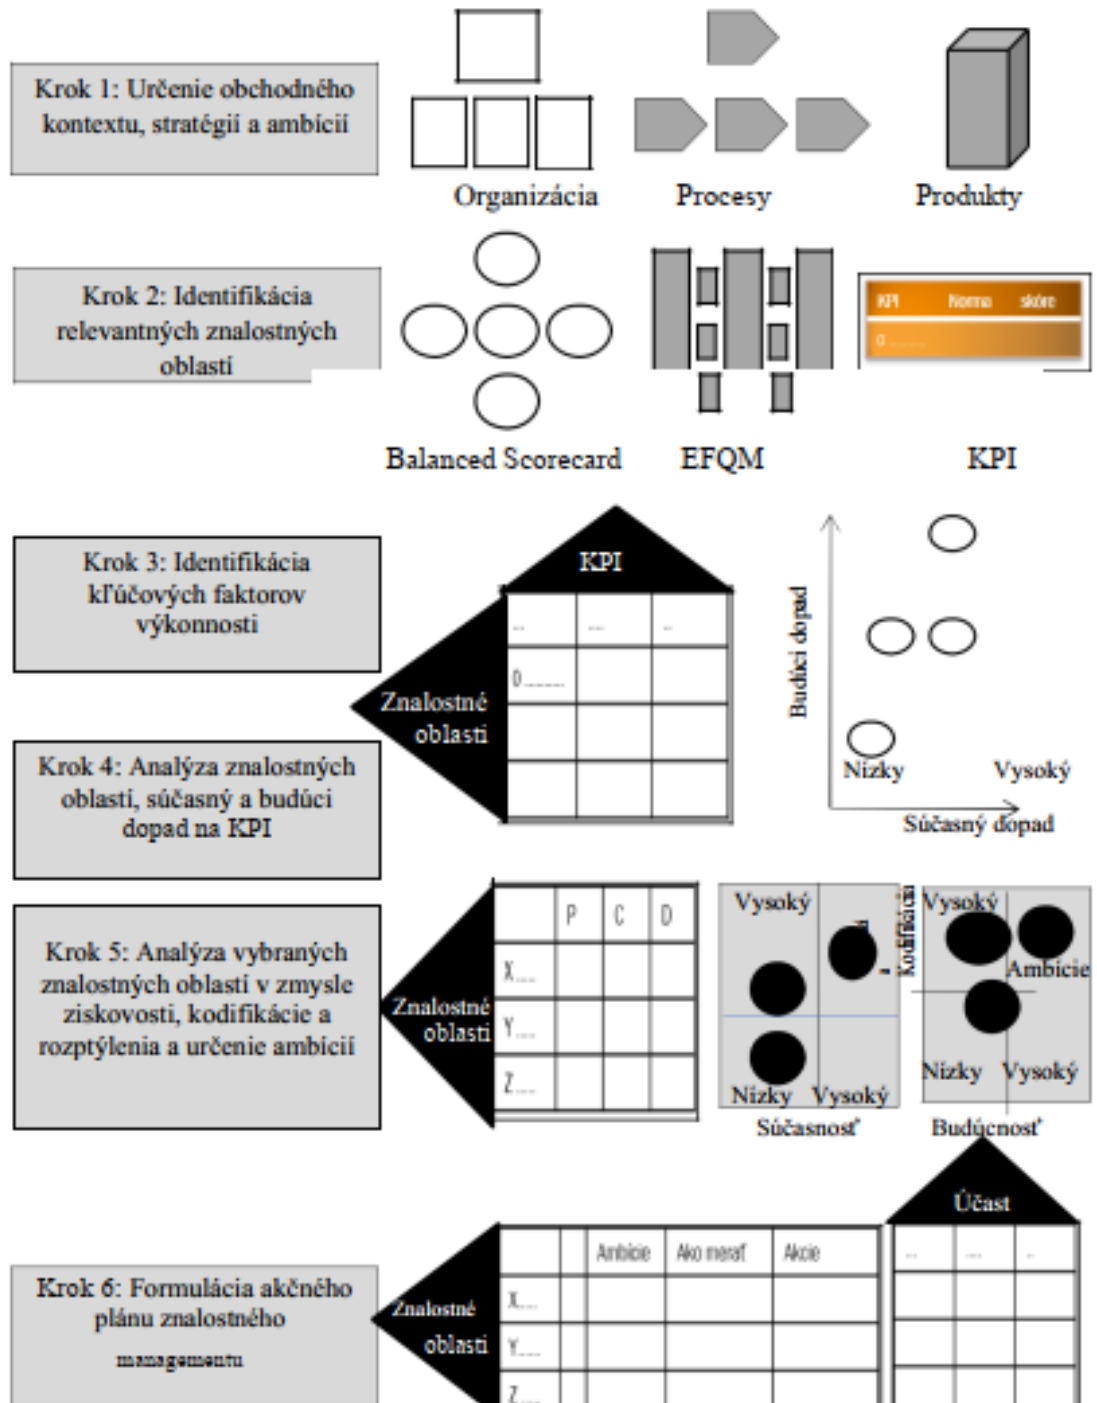 Krok 1: Určenie obchodného
kontextu, stratégií a ambícií
Organizácia
Procesy
Produkty
Krok 2: Identifikácia
relevantných znalostných
oblastí
KPI Norma skóre
0 ........
Balanced Scorecard
EFQM
KPI
Krok 3: Identifikácia
kľúčových faktorov
výkonnosti
KPI
... .... ..
0 ........
Znalostné
oblasti
Budúci dopad
Nízky Vysoký
Súčasný dopad
Krok 4: Analýza znalostných
oblastí, súčasný a budúci
dopad na KPI
Krok 5: Analýza vybraných
znalostných oblastí v zmysle
ziskovosti, kodifikácie a
rozptýlenia a určenie ambícií
Znalostné
oblasti
P C D
X....
Y....
Z....
Vysoký
Nízky Vysoký
Súčasnosť
Kodifikácia
Vysoký
Ambície
Nízky Vysoký
Budúcnosť
Krok 6: Formulácia akčného
plánu znalostného
managementu
Znalostné
oblasti
Ambície Ako merať Akcie
X....
Y....
Z....
Účast
... .... ..